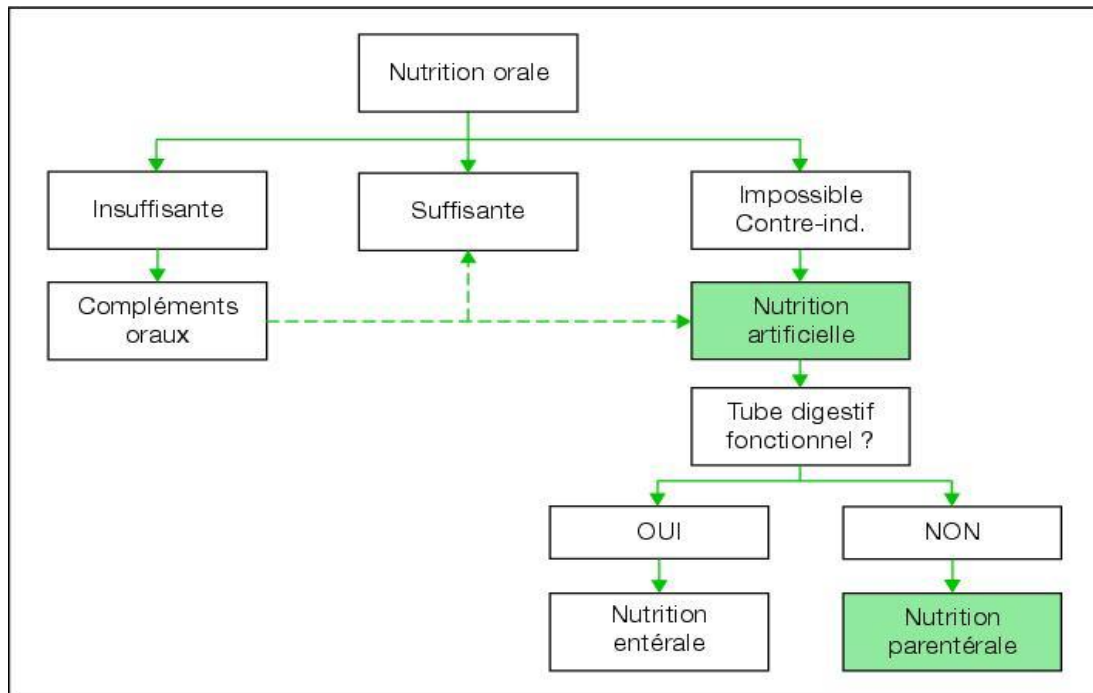 Nutrition orale
Insuffisante
Suffisante
Impossible
Contre-ind.
Compléments
oraux
Nutrition
artificielle
Tube digestif
fonctionnel ?
OUI
NON
Nutrition
entérale
Nutrition
parentérale